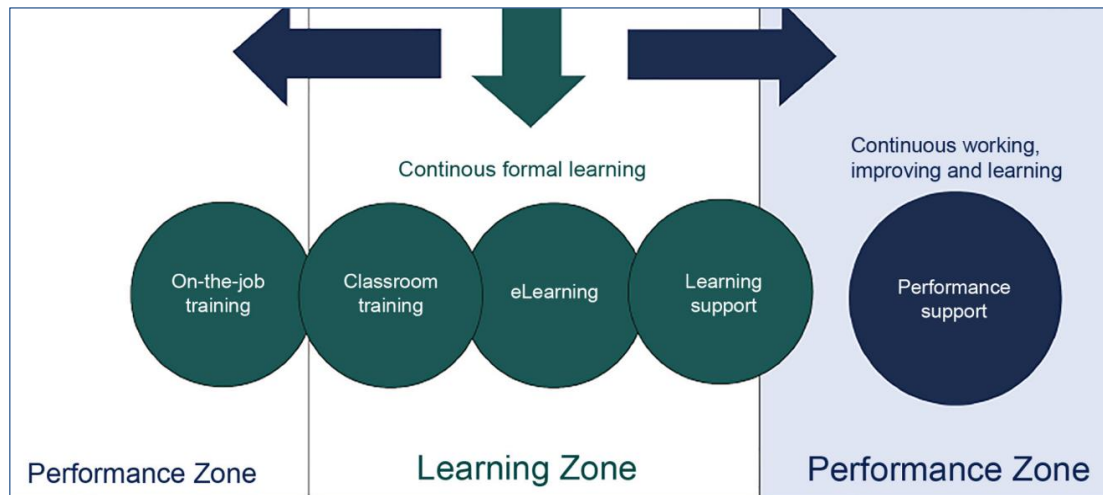 Continous formal learning
Continuous working,
improving and learning
On-the-job
training
Classroom
training
eLearning
Learning
support
Performance
support
Performance Zone
Learning Zone
Performance Zone